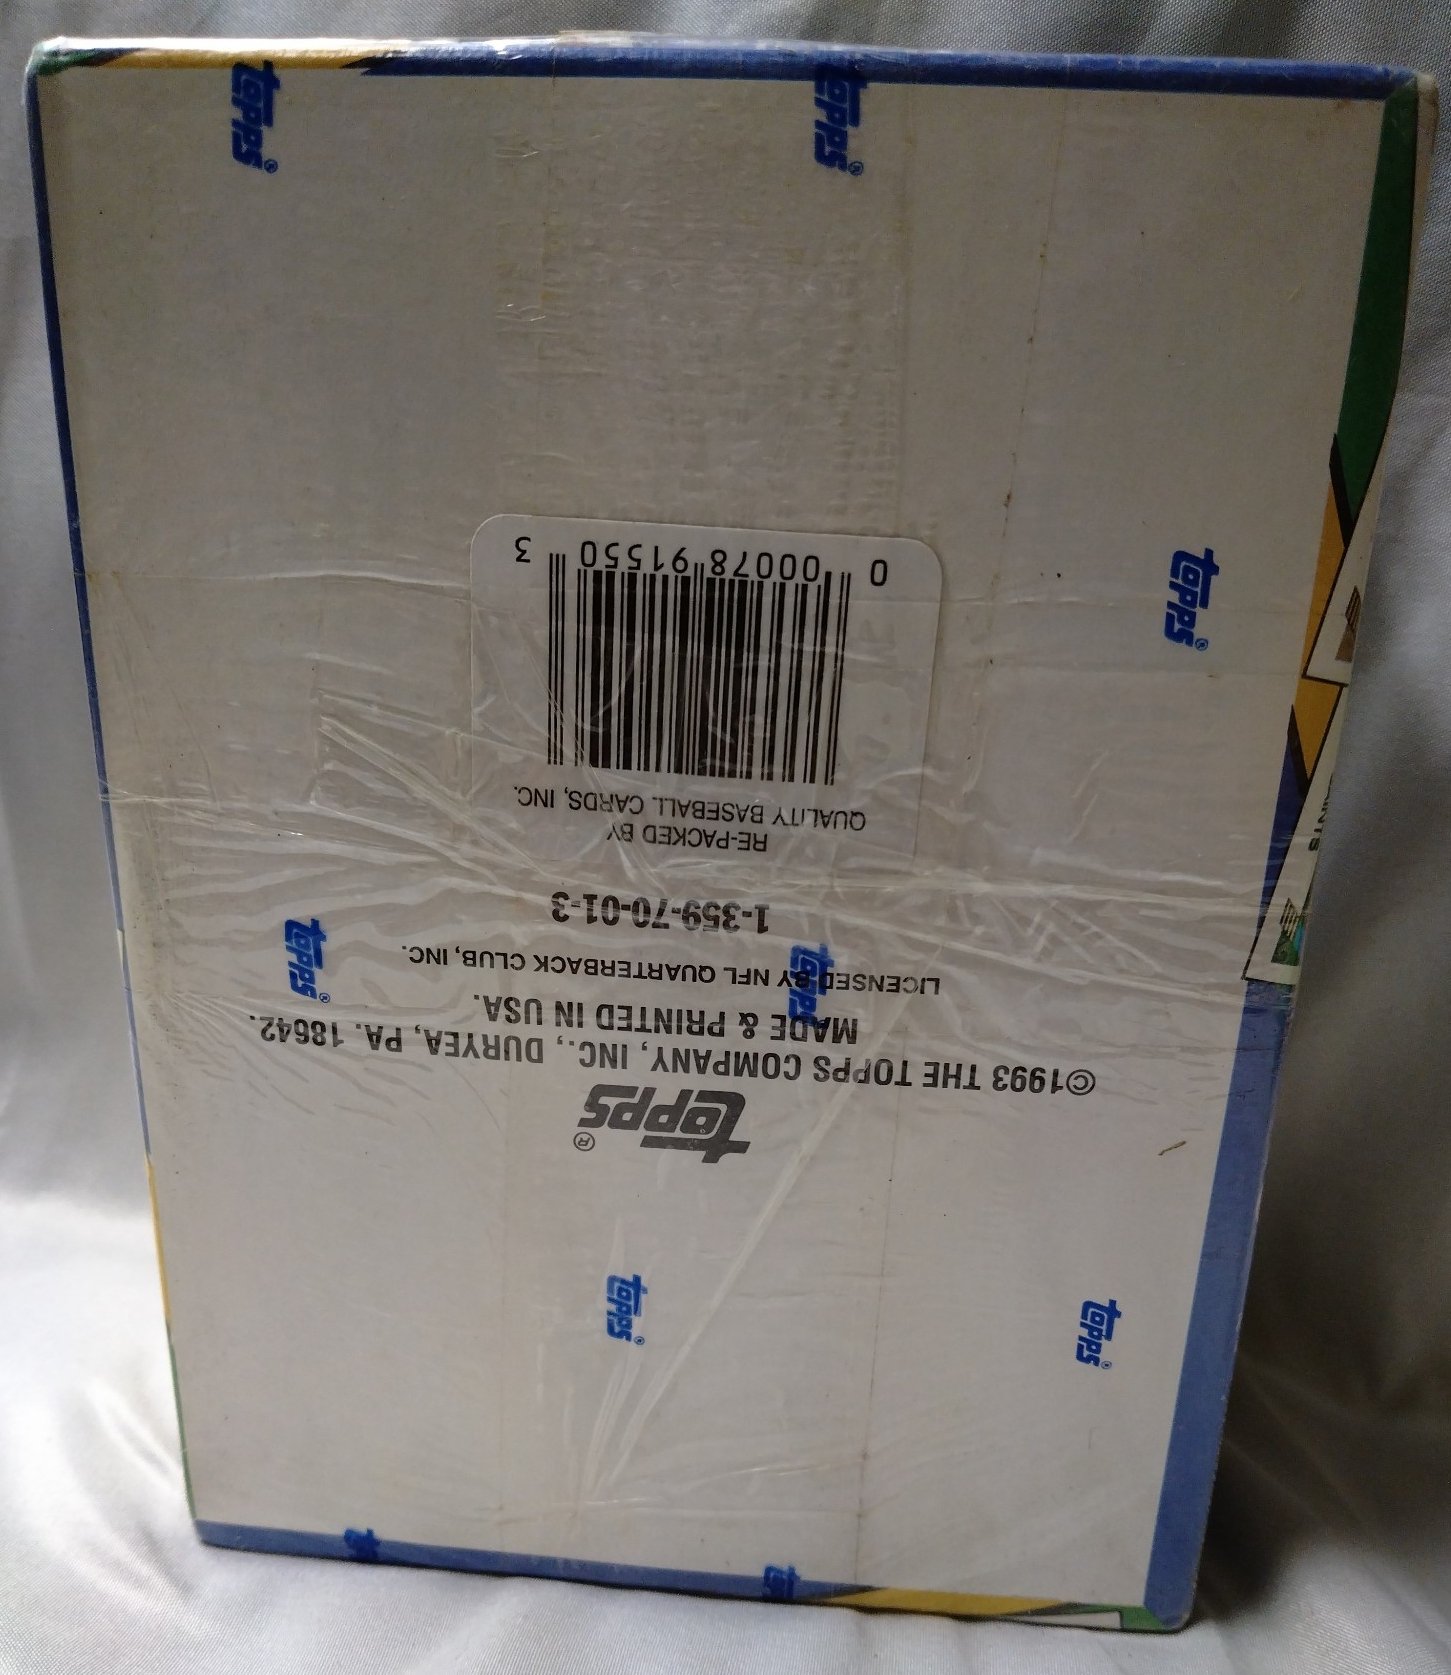 topps®
©1993 THE TOPPS COMPANY, INC., DURYEA, PA. 18642.
MADE & PRINTED IN USA.
LICENSED BY NFL QUARTERBACK CLUB, INC.
1-359-70-01-3
RE-PACKED BY
QUALITY BASEBALL CARDS, INC.
0 00078 91550 3
topps®
topps®
topps®
topps®
topps
topps®
topps®